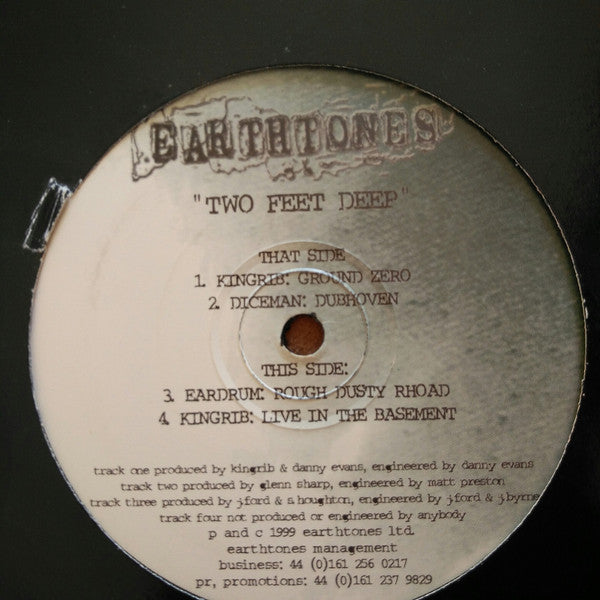 EARTHTONES
"TWO FEET DEEP"
THAT SIDE
1. KINGRIB: GROUND ZERO
2. DICEMAN: DUBHOVEN
THIS SIDE:
3. EARDRUM: ROUGH DUSTY RHOAD
4. KINGRIB: LIVE IN THE BASEMENT
track one produced by kingrib & danny evans, engineered by danny evans
track two produced by glenn sharp, engineered by matt preston
track three produced by j.ford & s.houghton, engineered by j.ford & j.byrne
track four not produced or engineered by anybody
p and c 1999 earthtones ltd.
earthtones management
business: 44 (0)161 256 0217
pr, promotions: 44 (0)161 237 9829